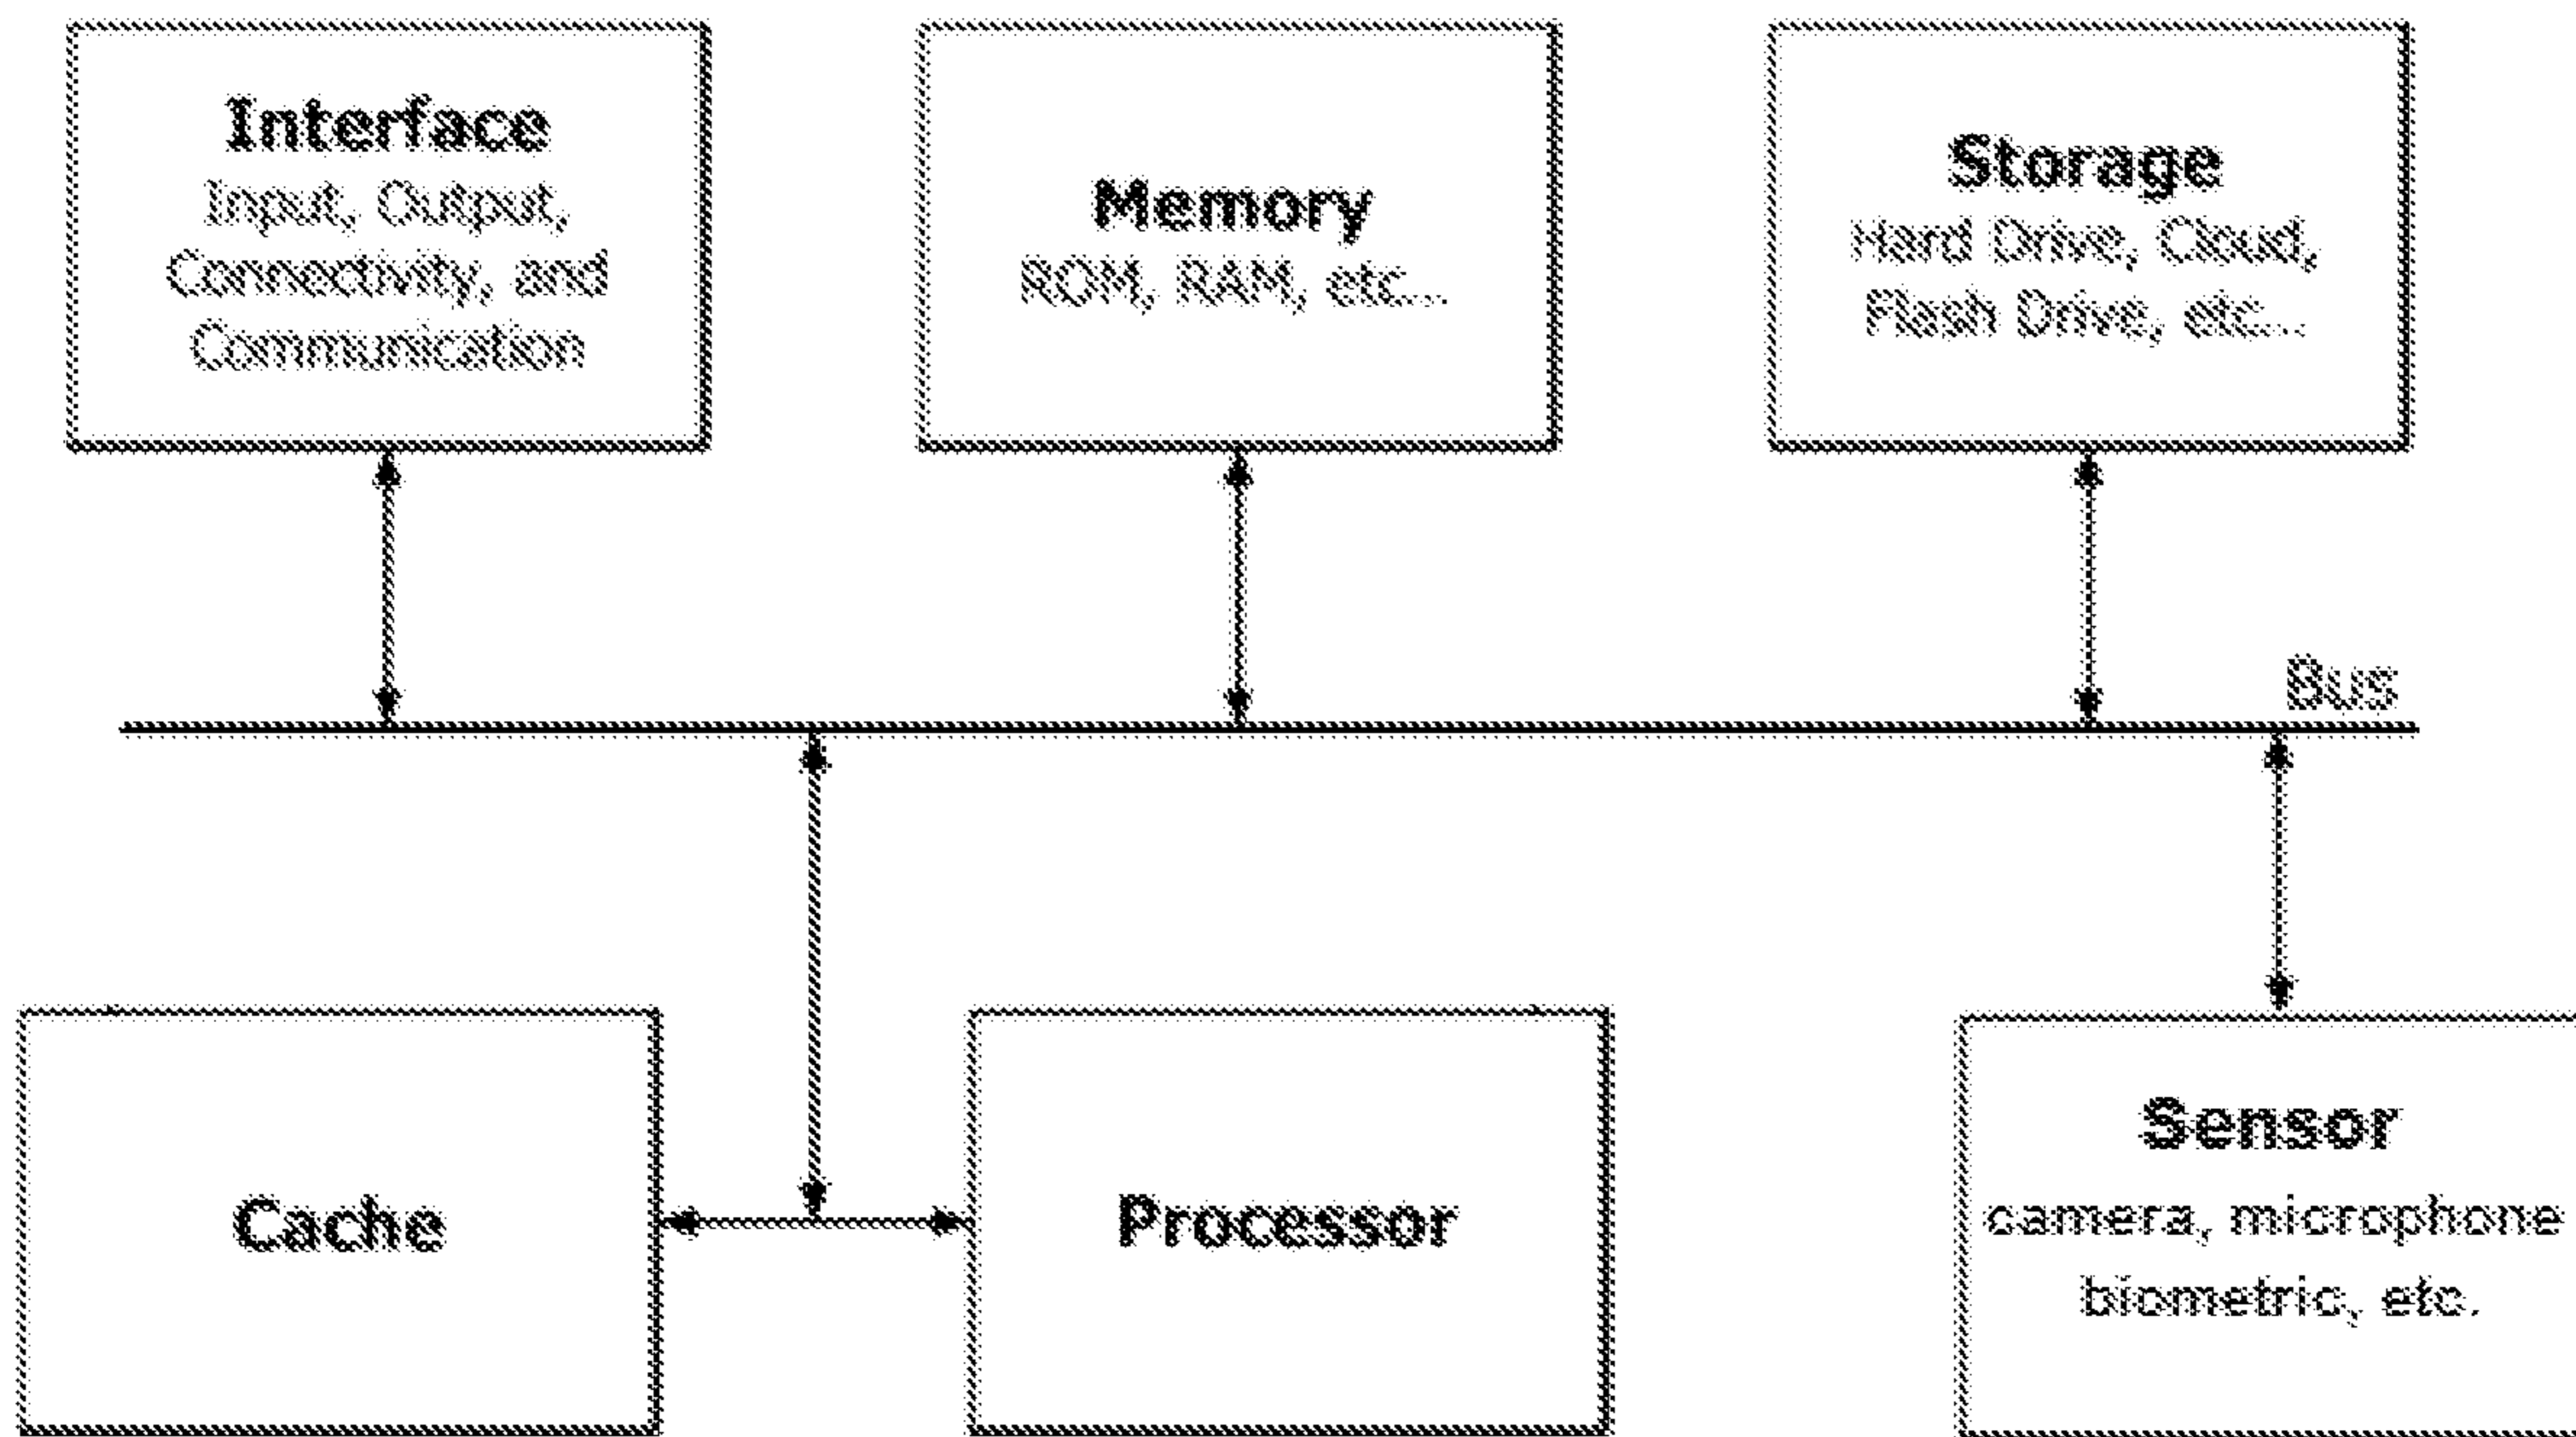 Interface
Input, Output,
Connectivity, and
Communication
Memory
ROM, RAM, etc...
Storage
Hard Drive, Cloud,
Flash Drive, etc...
Bus
Cache
Processor
Sensor
camera, microphone
biometric, etc.